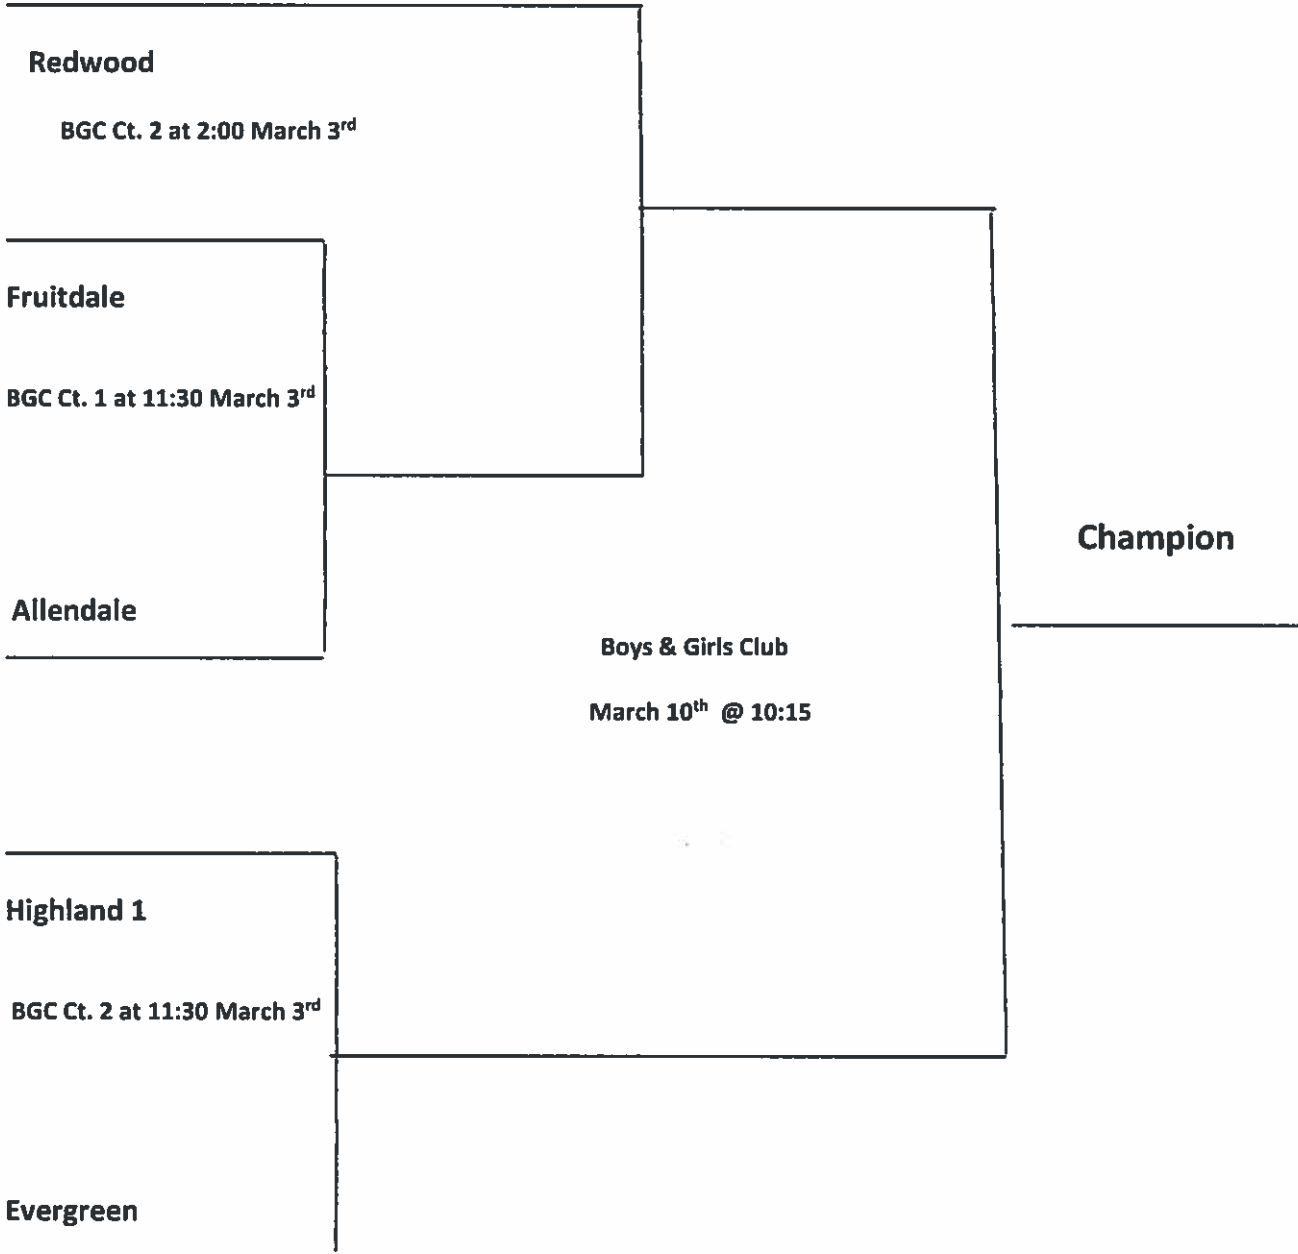 Redwood
BGC Ct. 2 at 2:00 March 3rd
Fruitdale
BGC Ct. 1 at 11:30 March 3rd
Champion
Allendale
Boys & Girls Club
March 10th @ 10:15
Highland 1
BGC Ct. 2 at 11:30 March 3rd
Evergreen